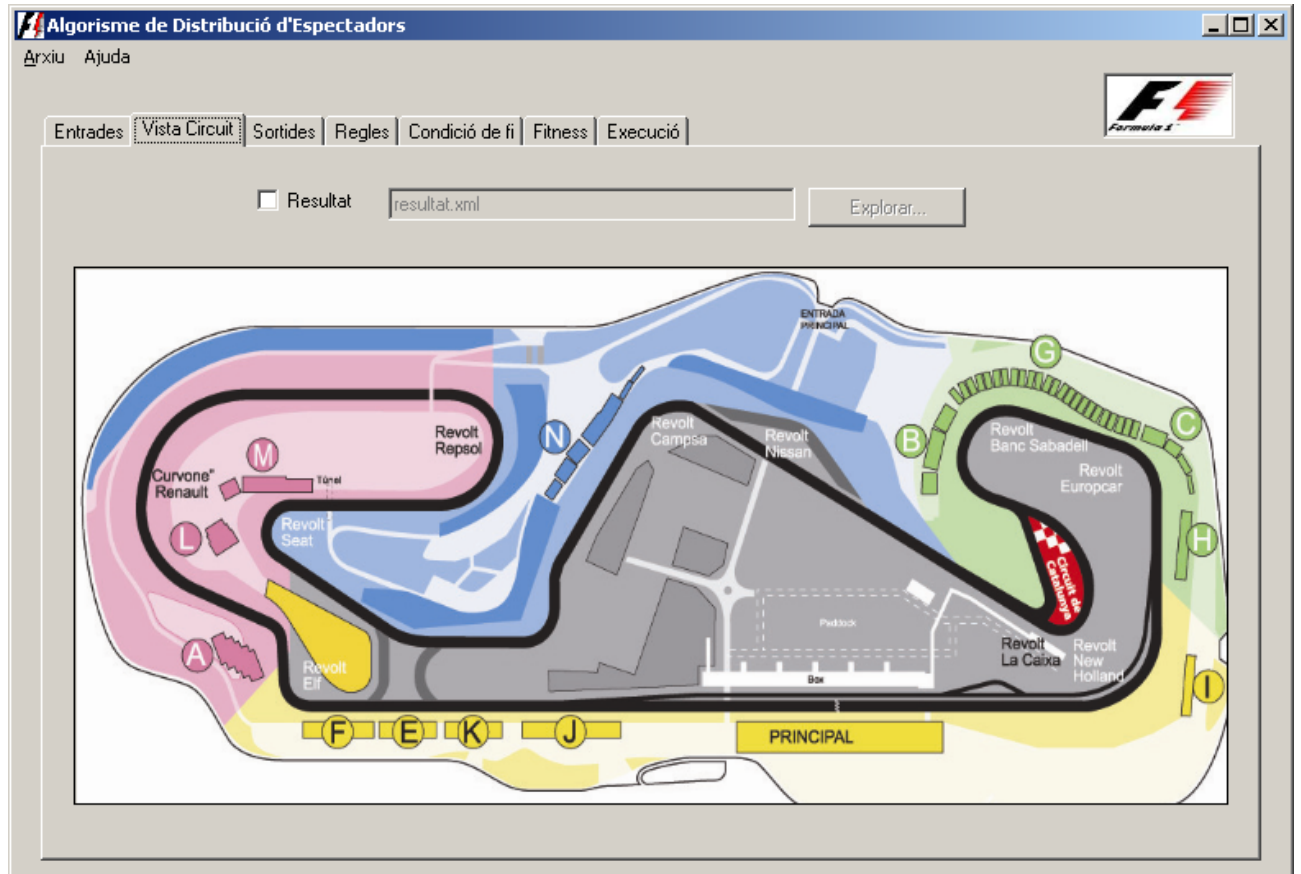 Algorisme de Distribució d'Espectadors
Arxiu Ajuda
Formula 1
Entrades Vista Circuit Sortides Regles Condició de fi Fitness Execució
Resultat resultat.xml Explorar...
ENTRADA
PRINCIPAL
G
C
B
H
I
N
M
L
A
Revolt
Repsol
Curvone"
Renault
Túnel
Revolt
Seat
Revolt
Campsa
Revolt
Nissan
Revolt
Banc Sabadell
Revolt
Europcar
Circuit de
Catalunya
Paddock
Revolt
La Caixa
Revolt
New
Holland
Box
Revolt
Elf
F E K J PRINCIPAL